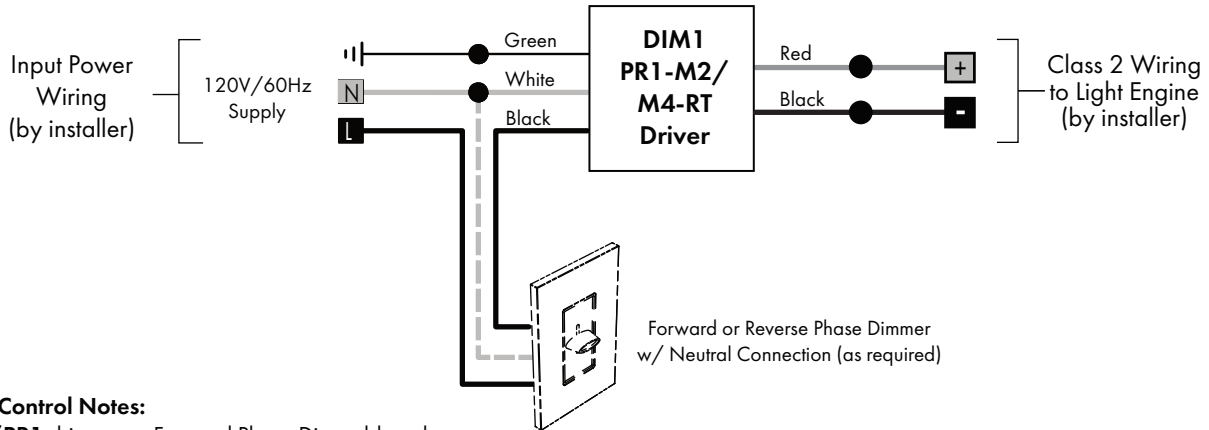 Input Power
Wiring
(by installer)
120V/60Hz
Supply
N
L
Green
White
Black
DIM1
PR1-M2/
M4-RT
Driver
Red
Black
+
-
Class 2 Wiring
to Light Engine
(by installer)
Forward or Reverse Phase Dimmer
w/ Neutral Connection (as required)
Control Notes: